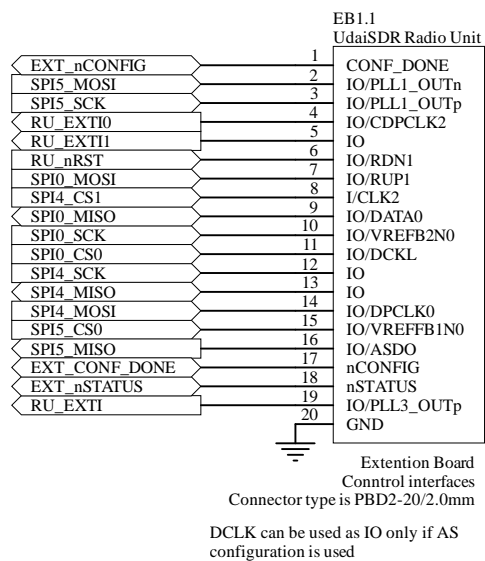 EB1.1
UdaiSDR Radio Unit
EXT_nCONFIG 1 CONF_DONE
SPI5_MOSI 2 IO/PLL1_OUTn
SPI5_SCK 3 IO/PLL1_OUTp
RU_EXTI0 4 IO/CDPCLK2
RU_EXTI1 5 IO
RU_nRST 6 IO/RDN1
SPI0_MOSI 7 IO/RUP1
SPI4_CS1 8 I/CLK2
SPI0_MISO 9 IO/DATA0
SPI0_SCK 10 IO/VREFB2N0
SPI0_CS0 11 IO/DCKL
SPI4_SCK 12 IO
SPI4_MISO 13 IO
SPI4_MOSI 14 IO/DPCLK0
SPI5_CS0 15 IO/VREFFB1N0
SPI5_MISO 16 IO/ASDO
EXT_CONF_DONE 17 nCONFIG
EXT_nSTATUS 18 nSTATUS
RU_EXTI 19 IO/PLL3_OUTp
20 GND
Extention Board
Conntrol interfaces
Connector type is PBD2-20/2.0mm
DCLK can be used as IO only if AS
configuration is used